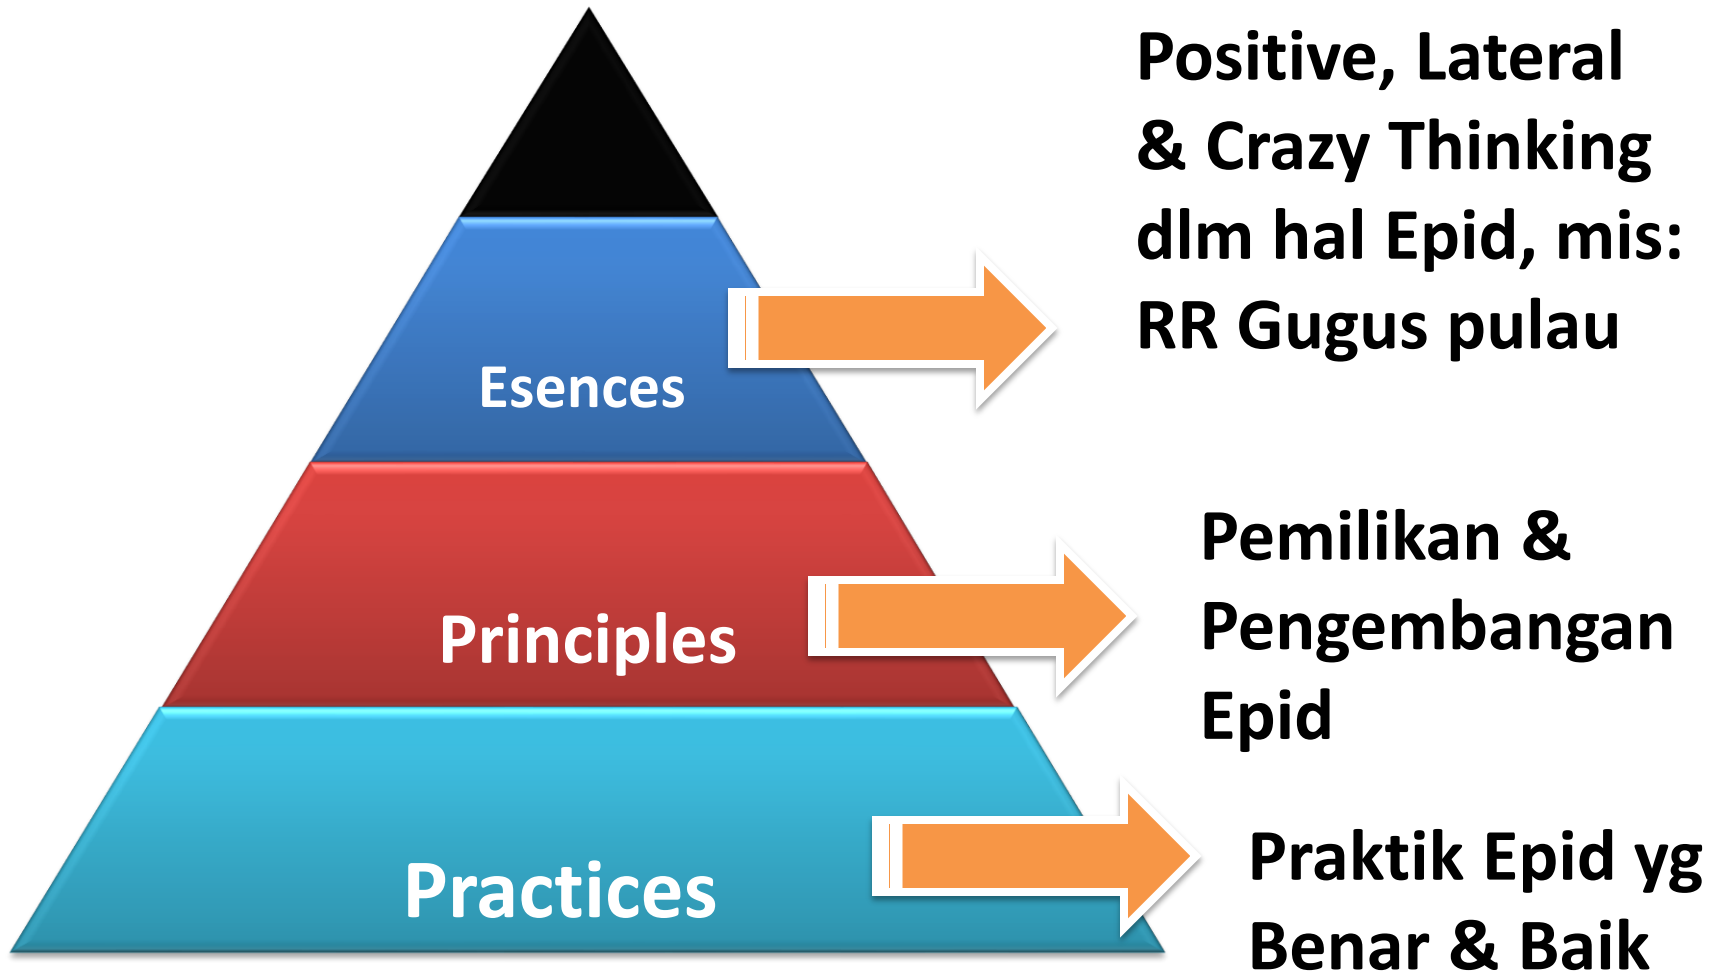 Positive, Lateral
& Crazy Thinking
dlm hal Epid, mis:
RR Gugus pulau
Esences
Pemilikan &
Pengembangan
Epid
Principles
Praktik Epid yg
Benar & Baik
Practices